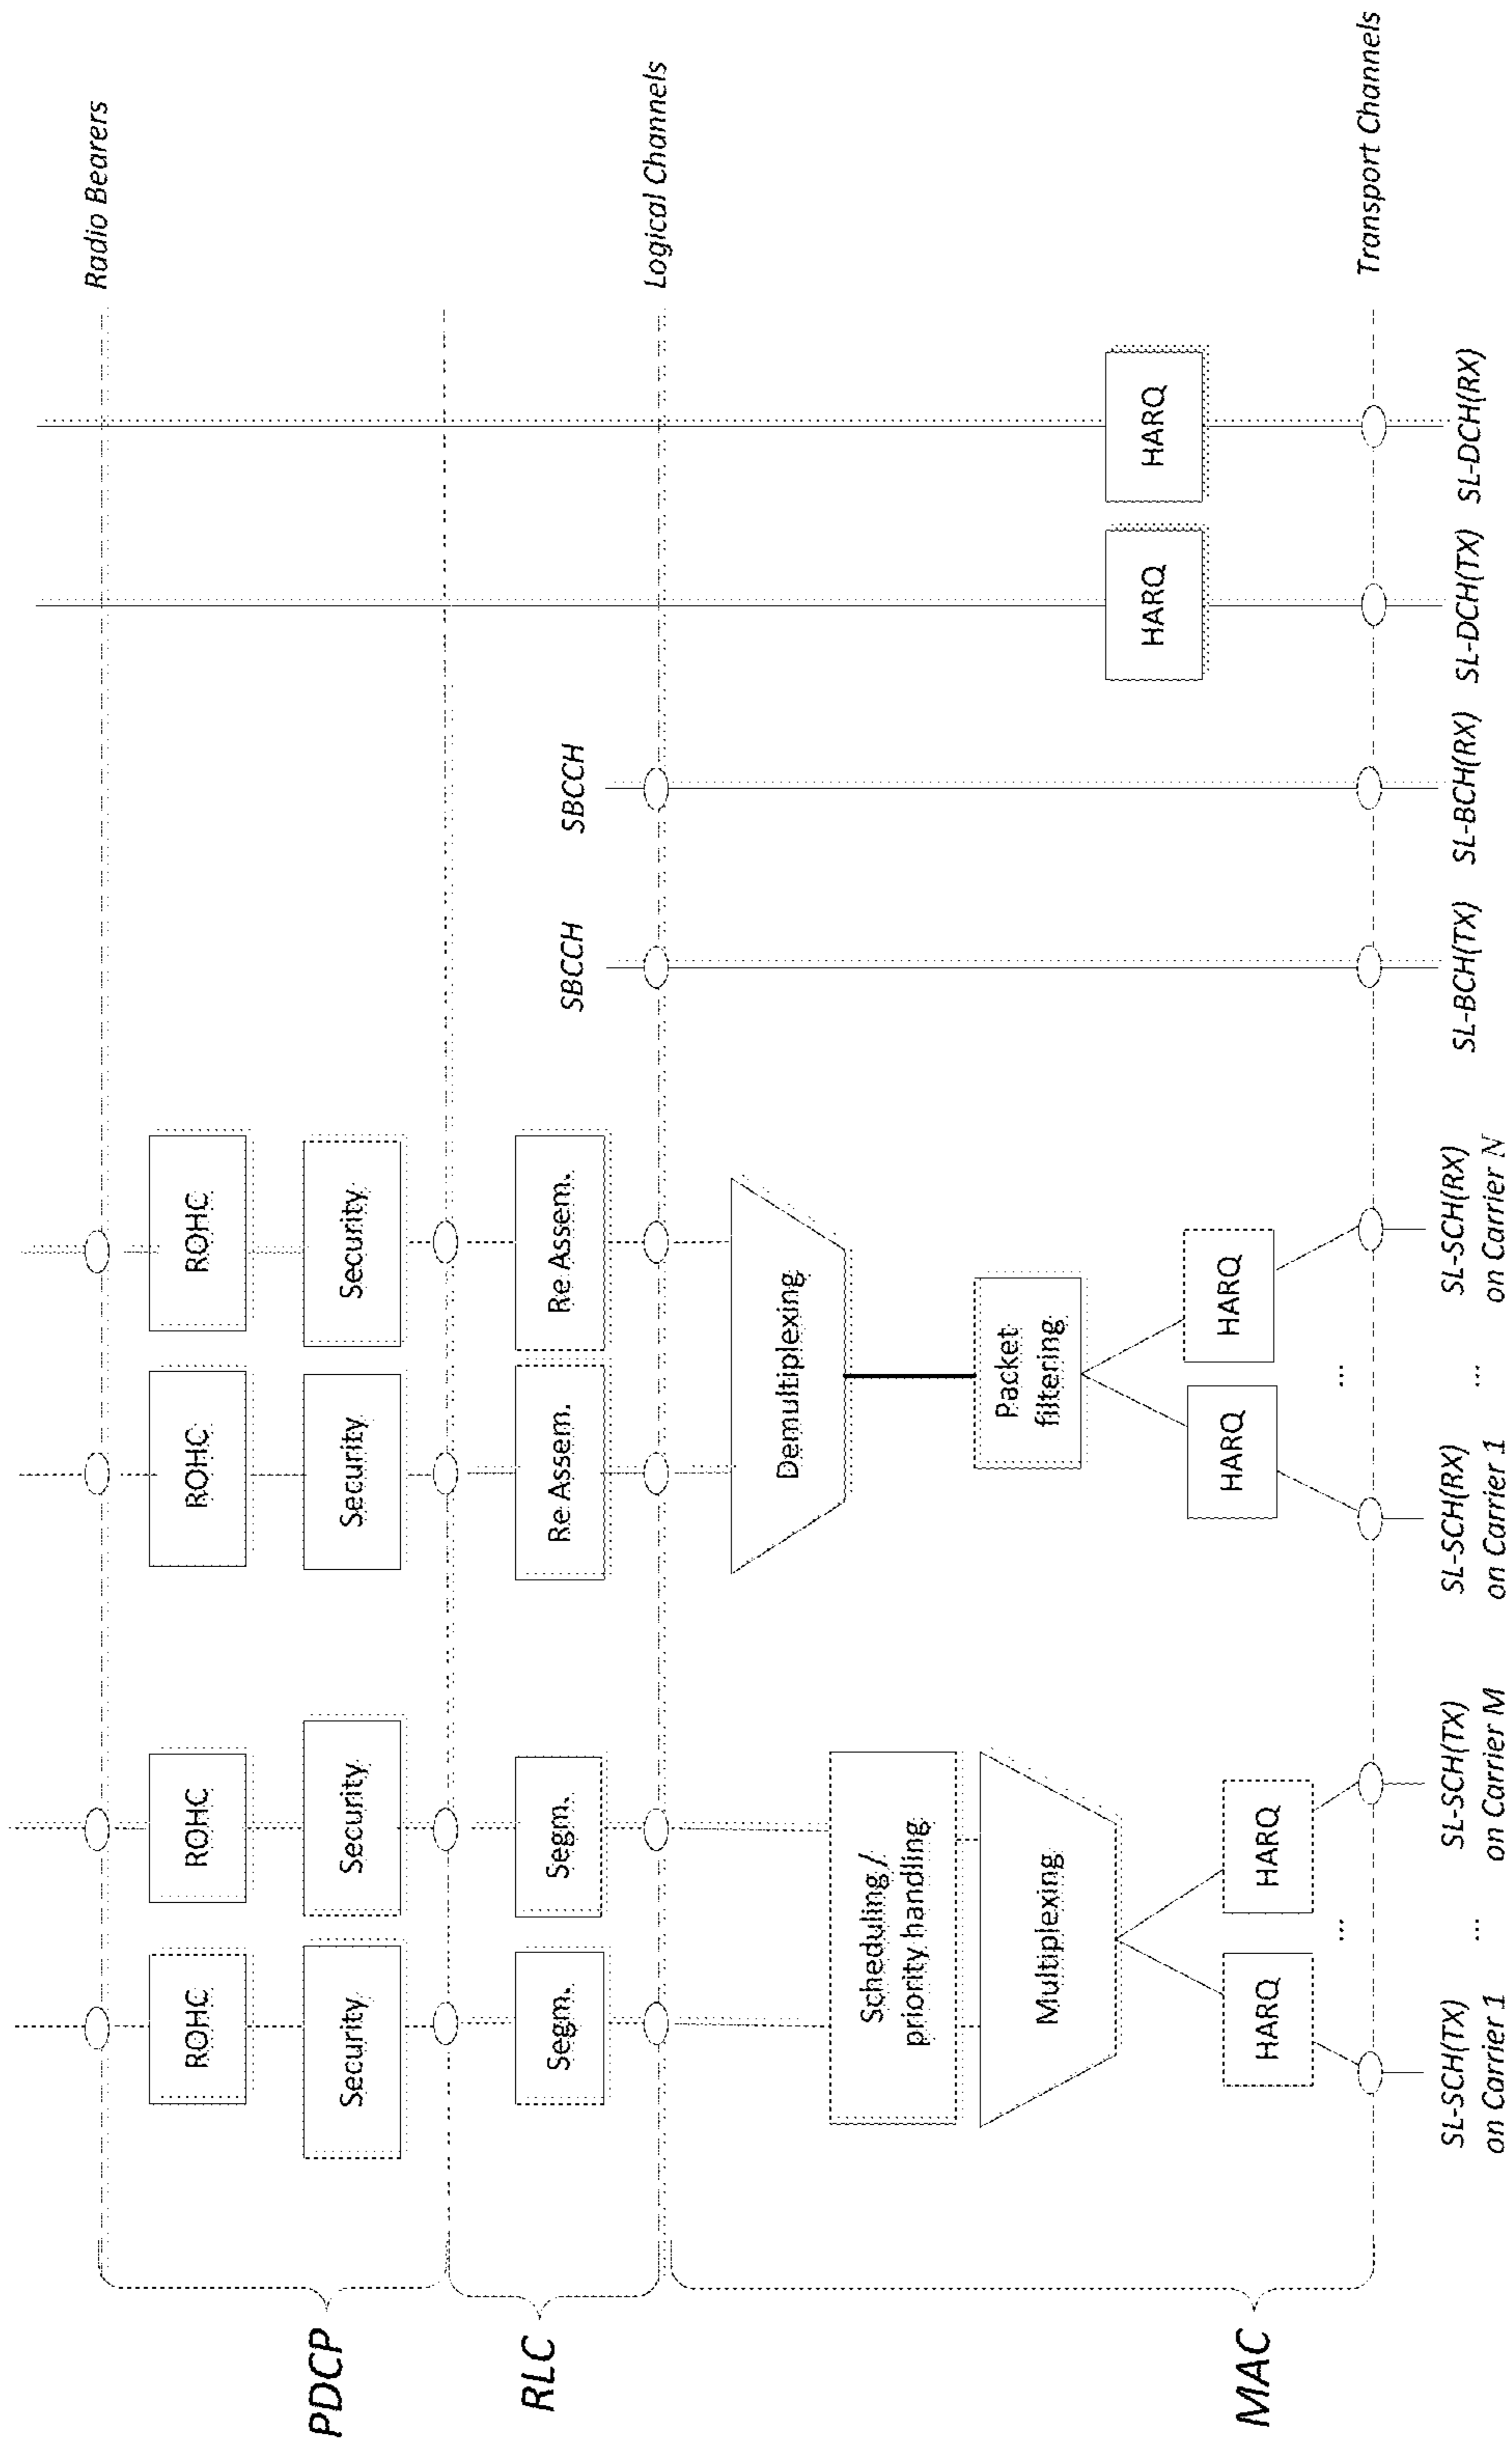 Radio Bearers
PDCP
ROHC
ROHC
ROHC
ROHC
Security
Security
Security
Security
RLC
Segm.
Segm.
Re Assem.
Re Assem.
SBCCH
SBCCH
Logical Channels
MAC
Scheduling /
priority handling
Multiplexing
Demultiplexing
Packet
filtering
HARQ
...
HARQ
HARQ
...
HARQ
HARQ
HARQ
Transport Channels
SL-SCH(TX)
on Carrier 1
...
SL-SCH(TX)
on Carrier M
SL-SCH(RX)
on Carrier 1
...
SL-SCH(RX)
on Carrier N
SL-BCH(TX)
SL-BCH(RX)
SL-DCH(TX)
SL-DCH(RX)